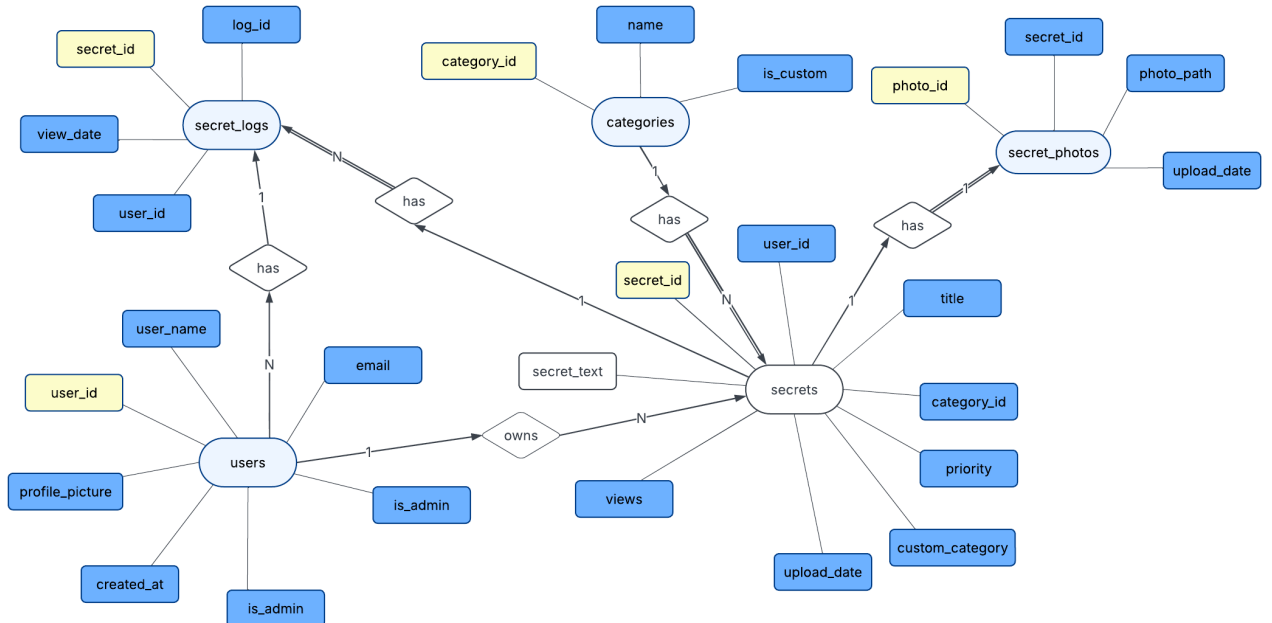 log_id
name
secret_id
secret_id
category_id
is_custom
photo_path
photo_id
secret_logs
categories
view_date
secret_photos
N
1
1
upload_date
1
has
user_id
has
has
user_id
has
secret_id
N
title
1
1
user_name
N
email
secret_text
user_id
secrets
category_id
N
owns
1
users
priority
profile_picture
views
is_admin
custom_category
upload_date
created_at
is_admin